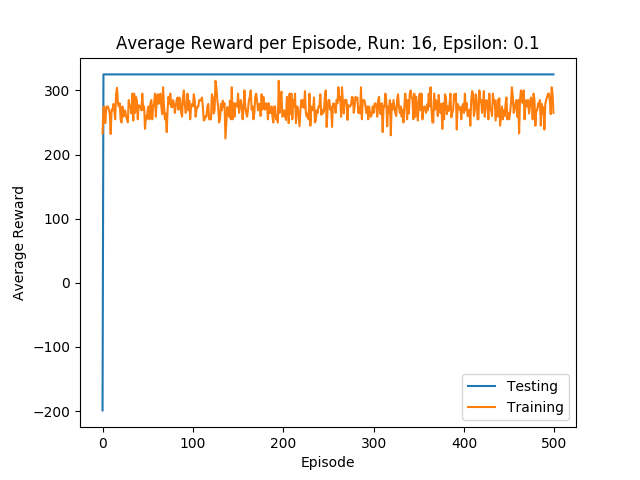 Average Reward per Episode, Run: 16, Epsilon: 0.1
300
200
100
0
−100
−200
Average Reward
0
100
200
300
400
500
Episode
Testing
Training